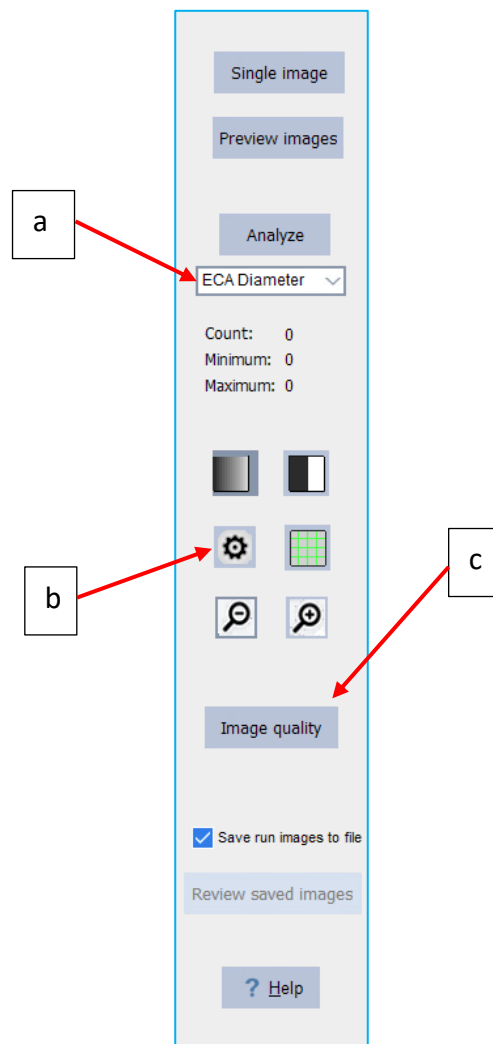 Single image
Preview images
a
Analyze
ECA Diameter
Count: 0
Minimum: 0
Maximum: 0
c
b
Image quality
Save run images to file
Review saved images
? Help